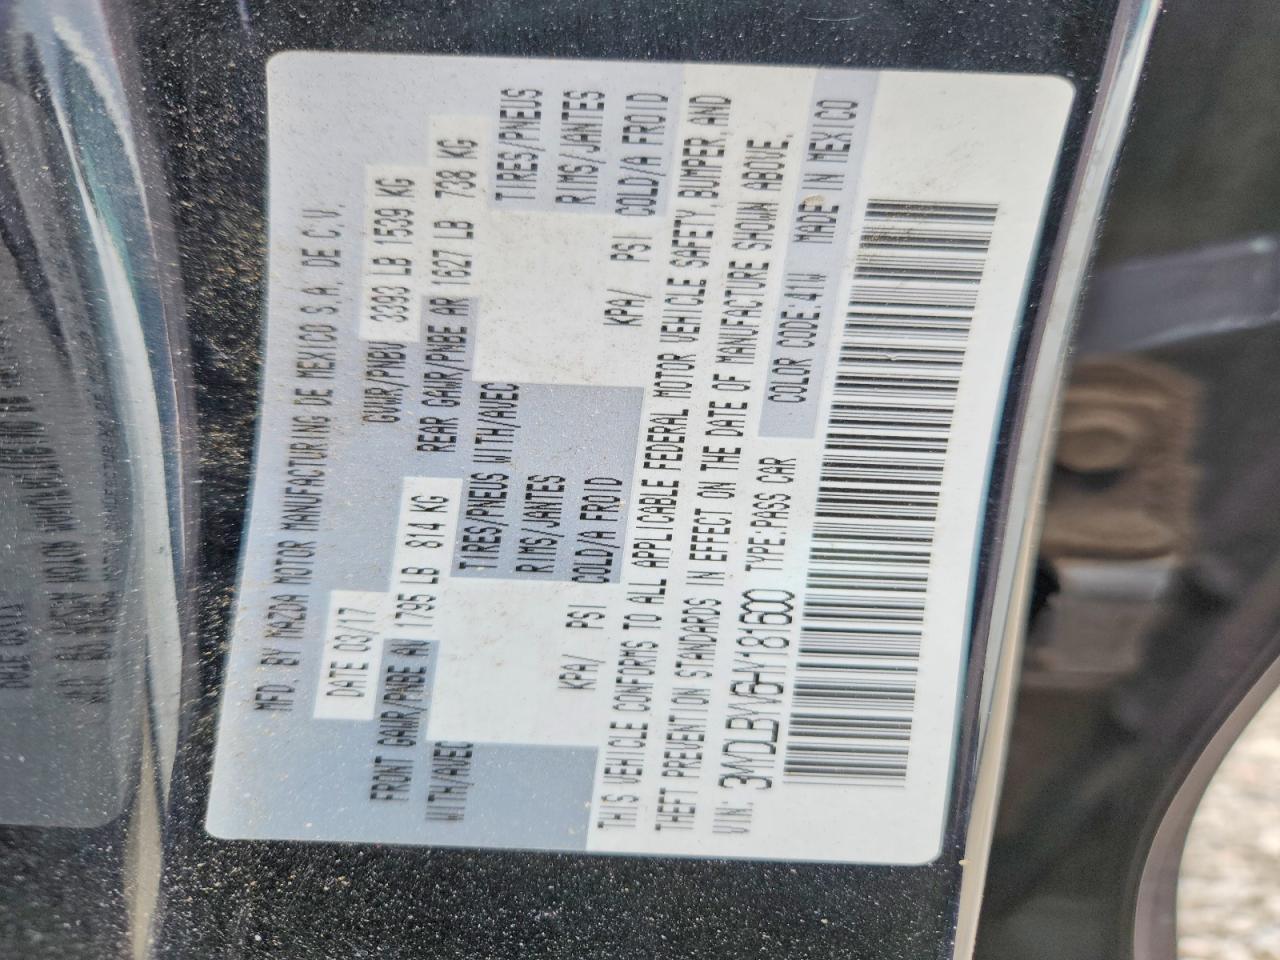 MFD. BY MAZDA MOTOR MANUFACTURING DE MEXICO S.A. DE C.V.
DATE 03/17 GVWR/PNBV 3393 LB 1539 KG
FRONT GAWR/PNBE AV 1795 LB 814 KG REAR GAWR/PNBE AR 1627 LB 738 KG
WITH/AVEC TIRES/PNEUS WITH/AVEC TIRES/PNEUS
RIMS/JANTES RIMS/JANTES
KPA/ PSI COLD/A FROID KPA/ PSI COLD/A FROID
THIS VEHICLE CONFORMS TO ALL APPLICABLE FEDERAL MOTOR VEHICLE SAFETY, BUMPER, AND
THEFT PREVENTION STANDARDS IN EFFECT ON THE DATE OF MANUFACTURE SHOWN ABOVE.
VIN: TYPE:PASS CAR COLOR CODE:41W MADE IN MEXICO